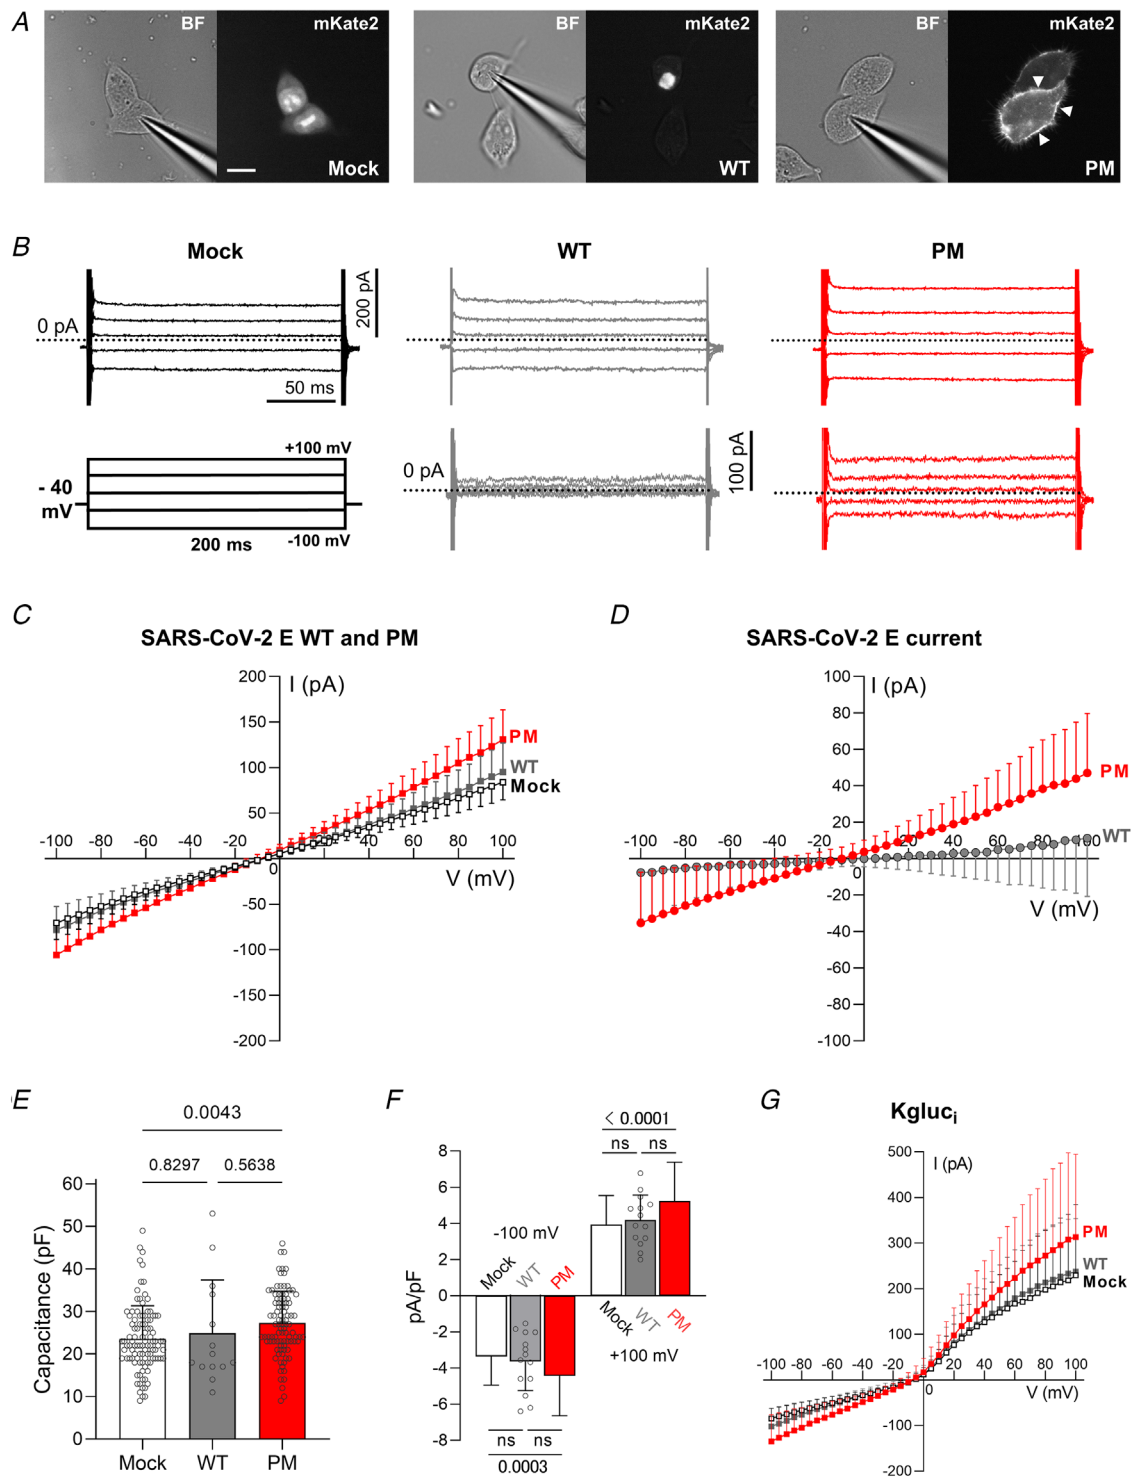 A
BF
mKate2
Mock
BF
mKate2
WT
BF
mKate2
PM
B
Mock
WT
PM
200 pA
0 pA
50 ms
+100 mV
- 40
mV
200 ms
-100 mV
0 pA
100 pA
C
SARS-CoV-2 E WT and PM
I (pA)
200
150
100
50
-50
-100
-150
-200
-100 -80 -60 -40 -20 0 20 40 60 80 100
V (mV)
PM
WT
Mock
D
SARS-CoV-2 E current
I (pA)
100
80
60
40
20
-20
-40
-60
-80
-100
-100 -80 -60 -40 -20 0 20 40 60 80
V (mV)
PM
WT
E
0.0043
0.8297 0.5638
Capacitance (pF)
60
50
40
30
20
10
0
Mock WT PM
F
< 0.0001
ns ns
pA/pF
8
6
4
2
0
-2
-4
-6
-8
-100 mV
Mock WT PM
Mock WT PM
+100 mV
ns ns
0.0003
G
Kgluci
I (pA)
500
400
300
200
100
-100
-200
-100 -80 -60 -40 -20 0 20 40 60 80 100
V (mV)
PM
WT
Mock